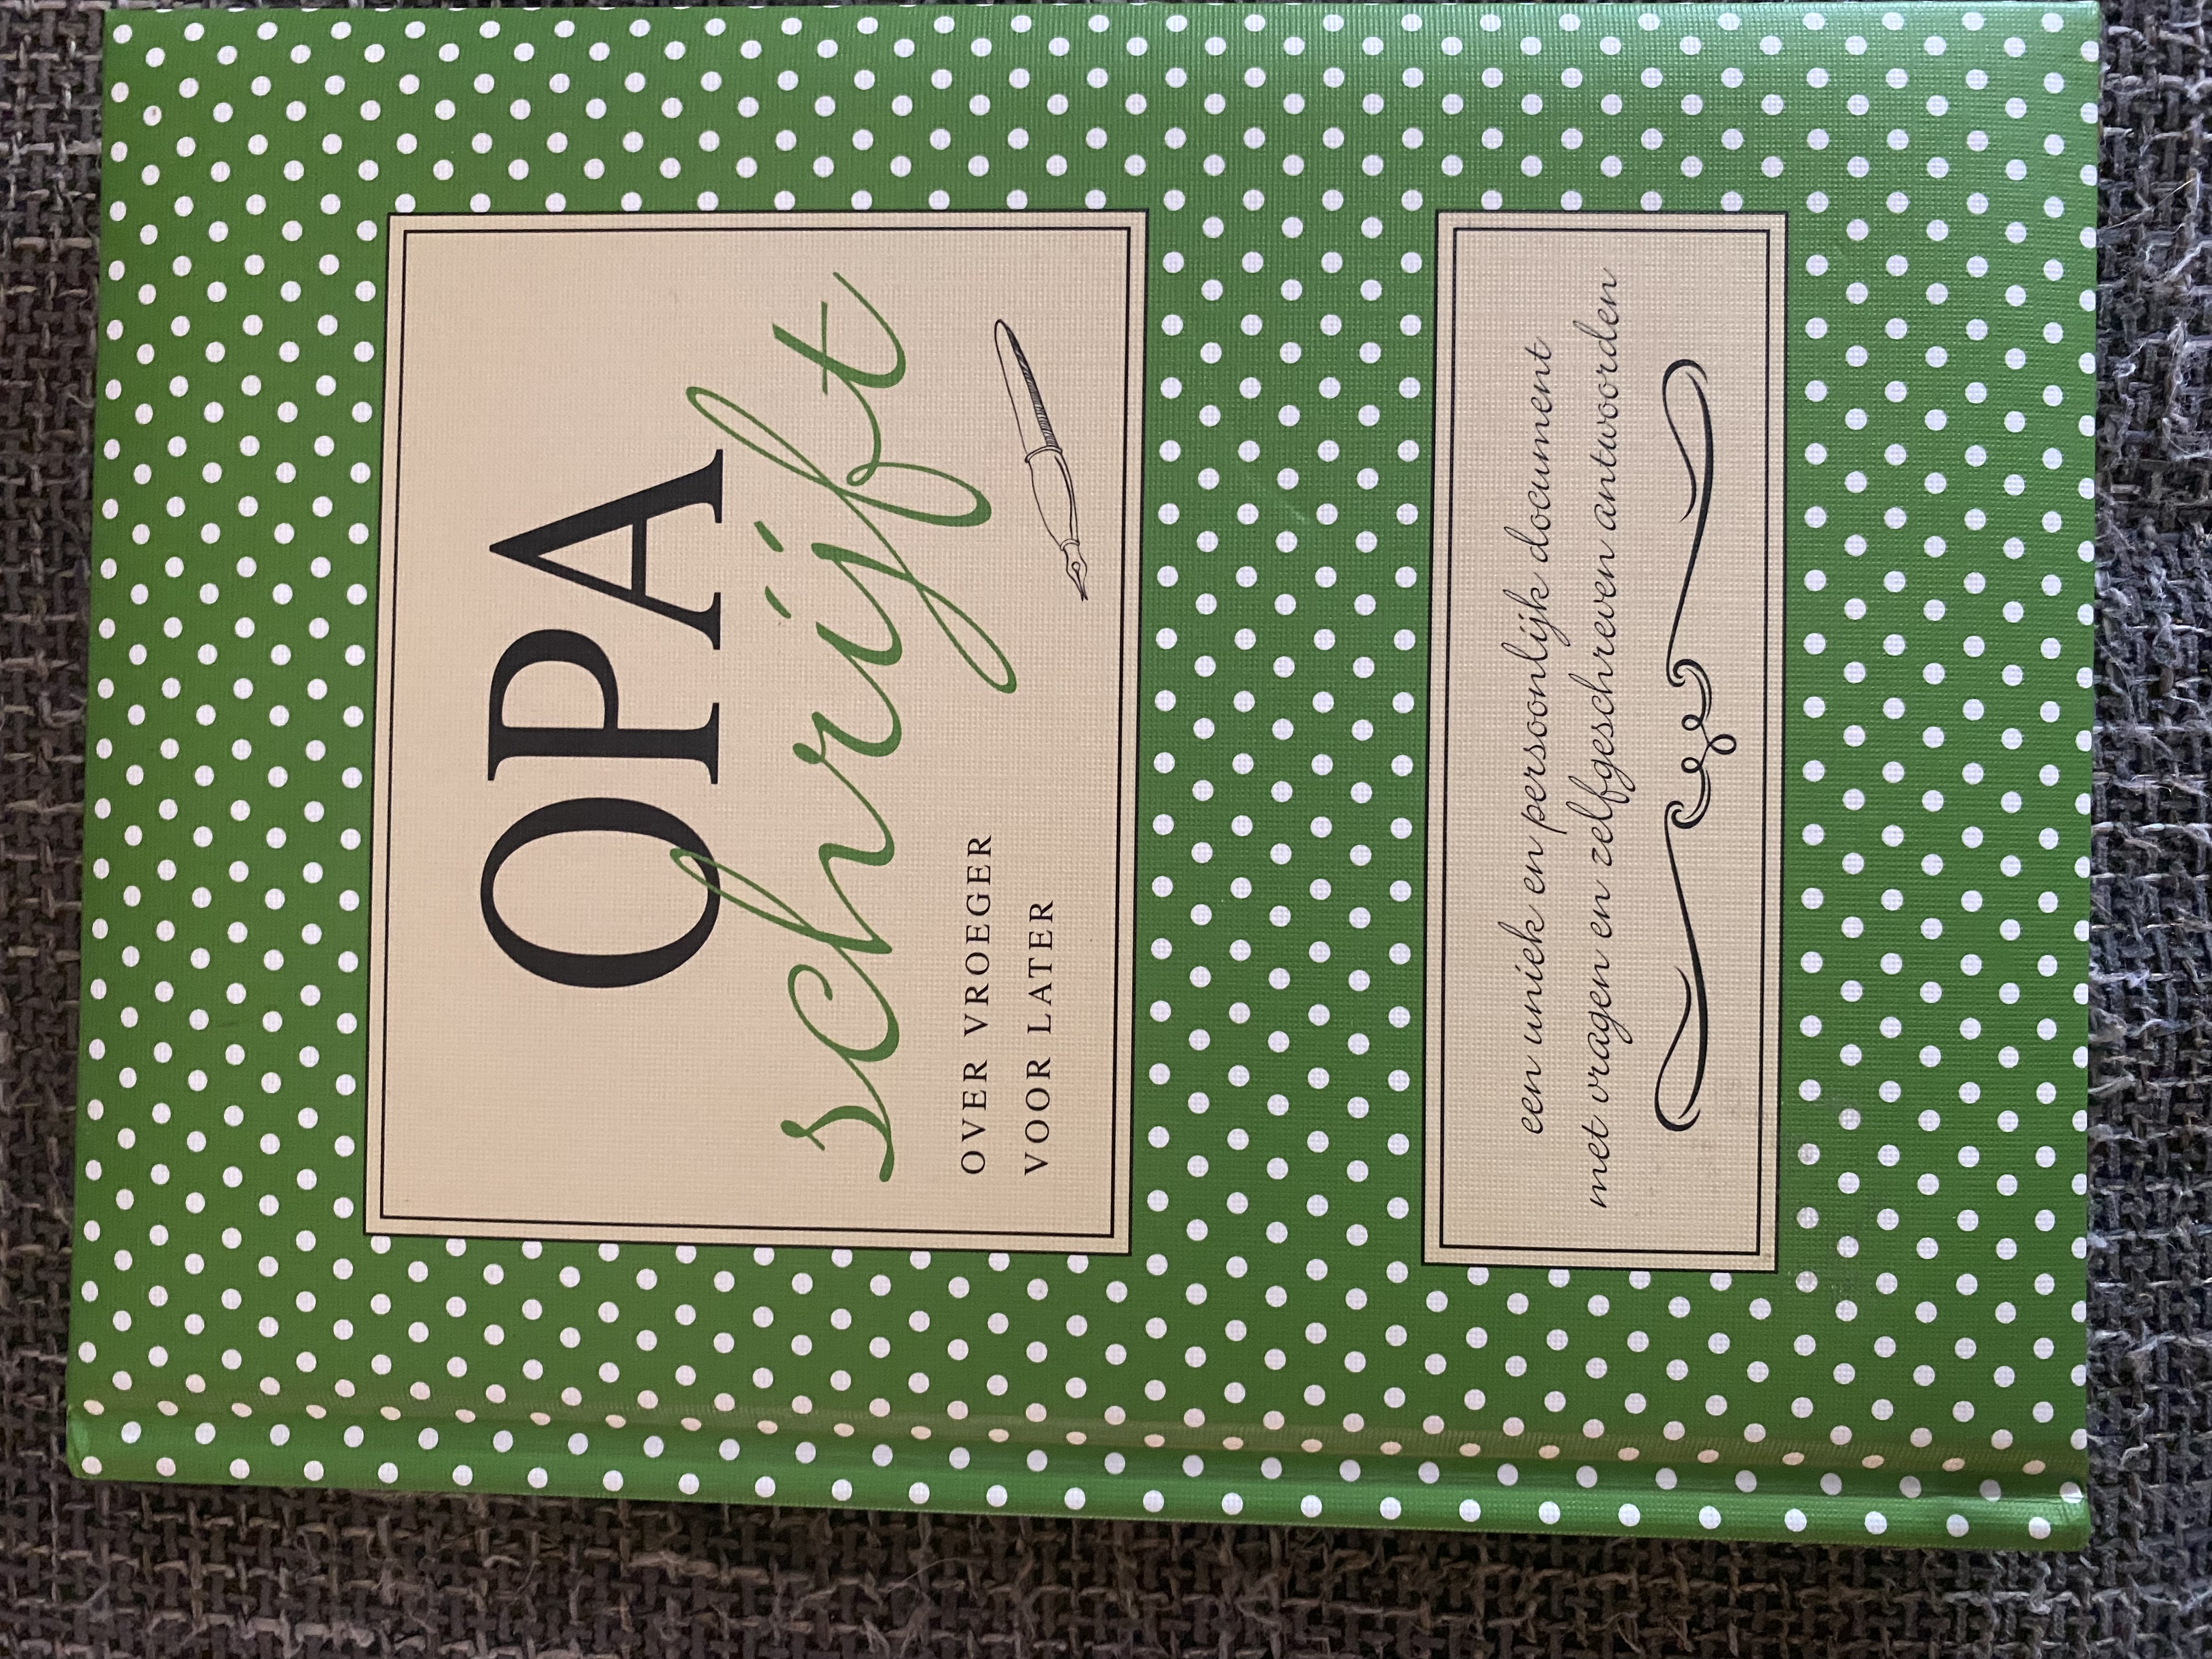 OPA
schrijft
OVER VROEGER
VOOR LATER
een uniek en persoonlijk document
met vragen en zelfgeschreven antwoorden